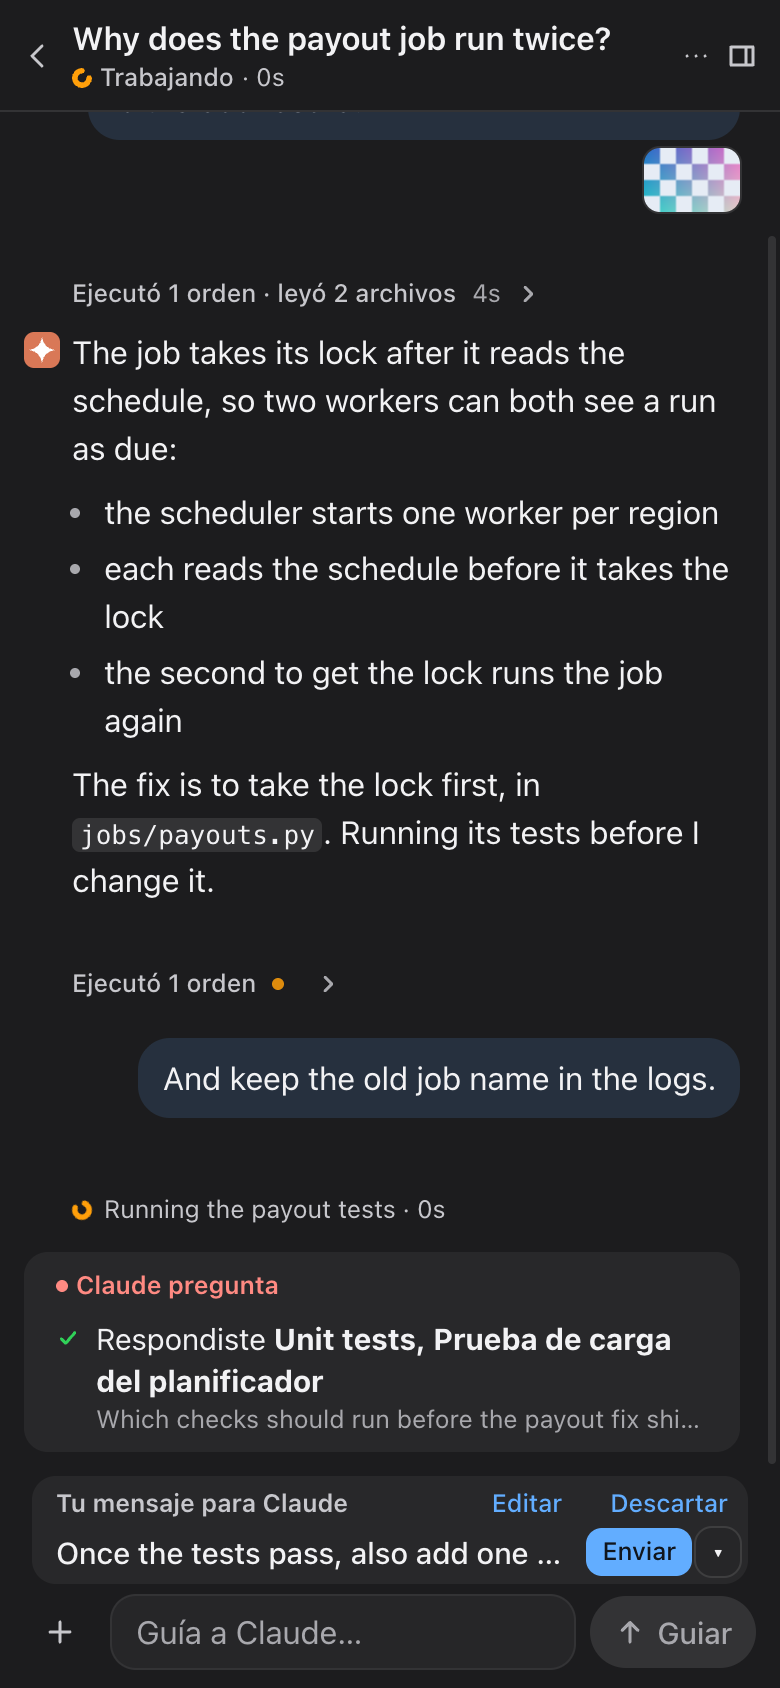 Why does the payout job run twice?
Trabajando · 0s
Ejecutó 1 orden · leyó 2 archivos 4s
The job takes its lock after it reads the
schedule, so two workers can both see a run
as due:
the scheduler starts one worker per region
each reads the schedule before it takes the
lock
the second to get the lock runs the job
again
The fix is to take the lock first, in
jobs/payouts.py. Running its tests before I
change it.
Ejecutó 1 orden
And keep the old job name in the logs.
Running the payout tests · 0s
Claude pregunta
Respondiste Unit tests, Prueba de carga
del planificador
Which checks should run before the payout fix shi...
Tu mensaje para Claude Editar Descartar
Once the tests pass, also add one ... Enviar
Guía a Claude... Guiar